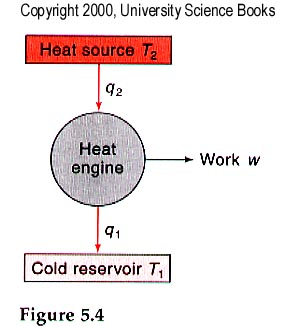 Copyright 2000, University Science Books
Heat source T₂
q₂
Heat
engine
Work w
q₁
Cold reservoir T₁
Figure 5.4